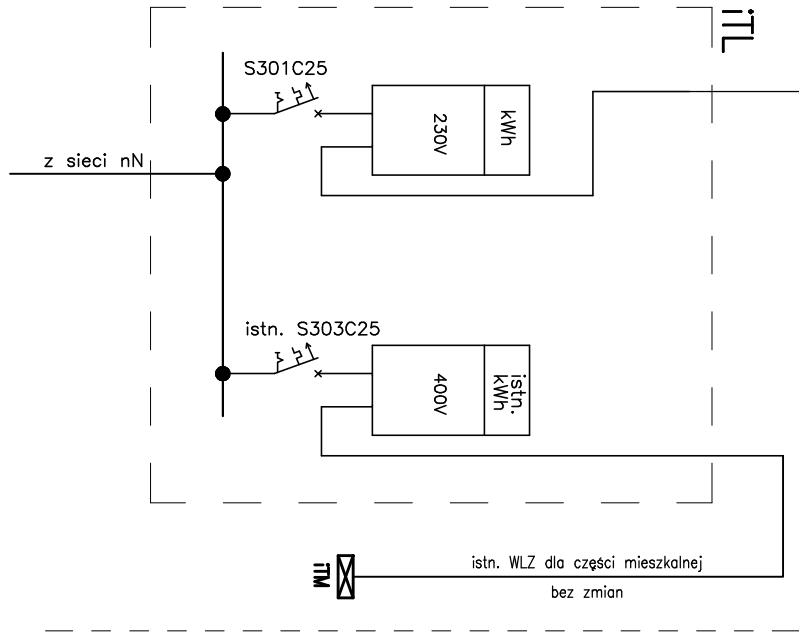 iTL
S301C25
230V
kWh
z sieci nN
istn. S303C25
400V
istn.
kWh
istn. WLZ dla części mieszkalnej
bez zmian
iTM